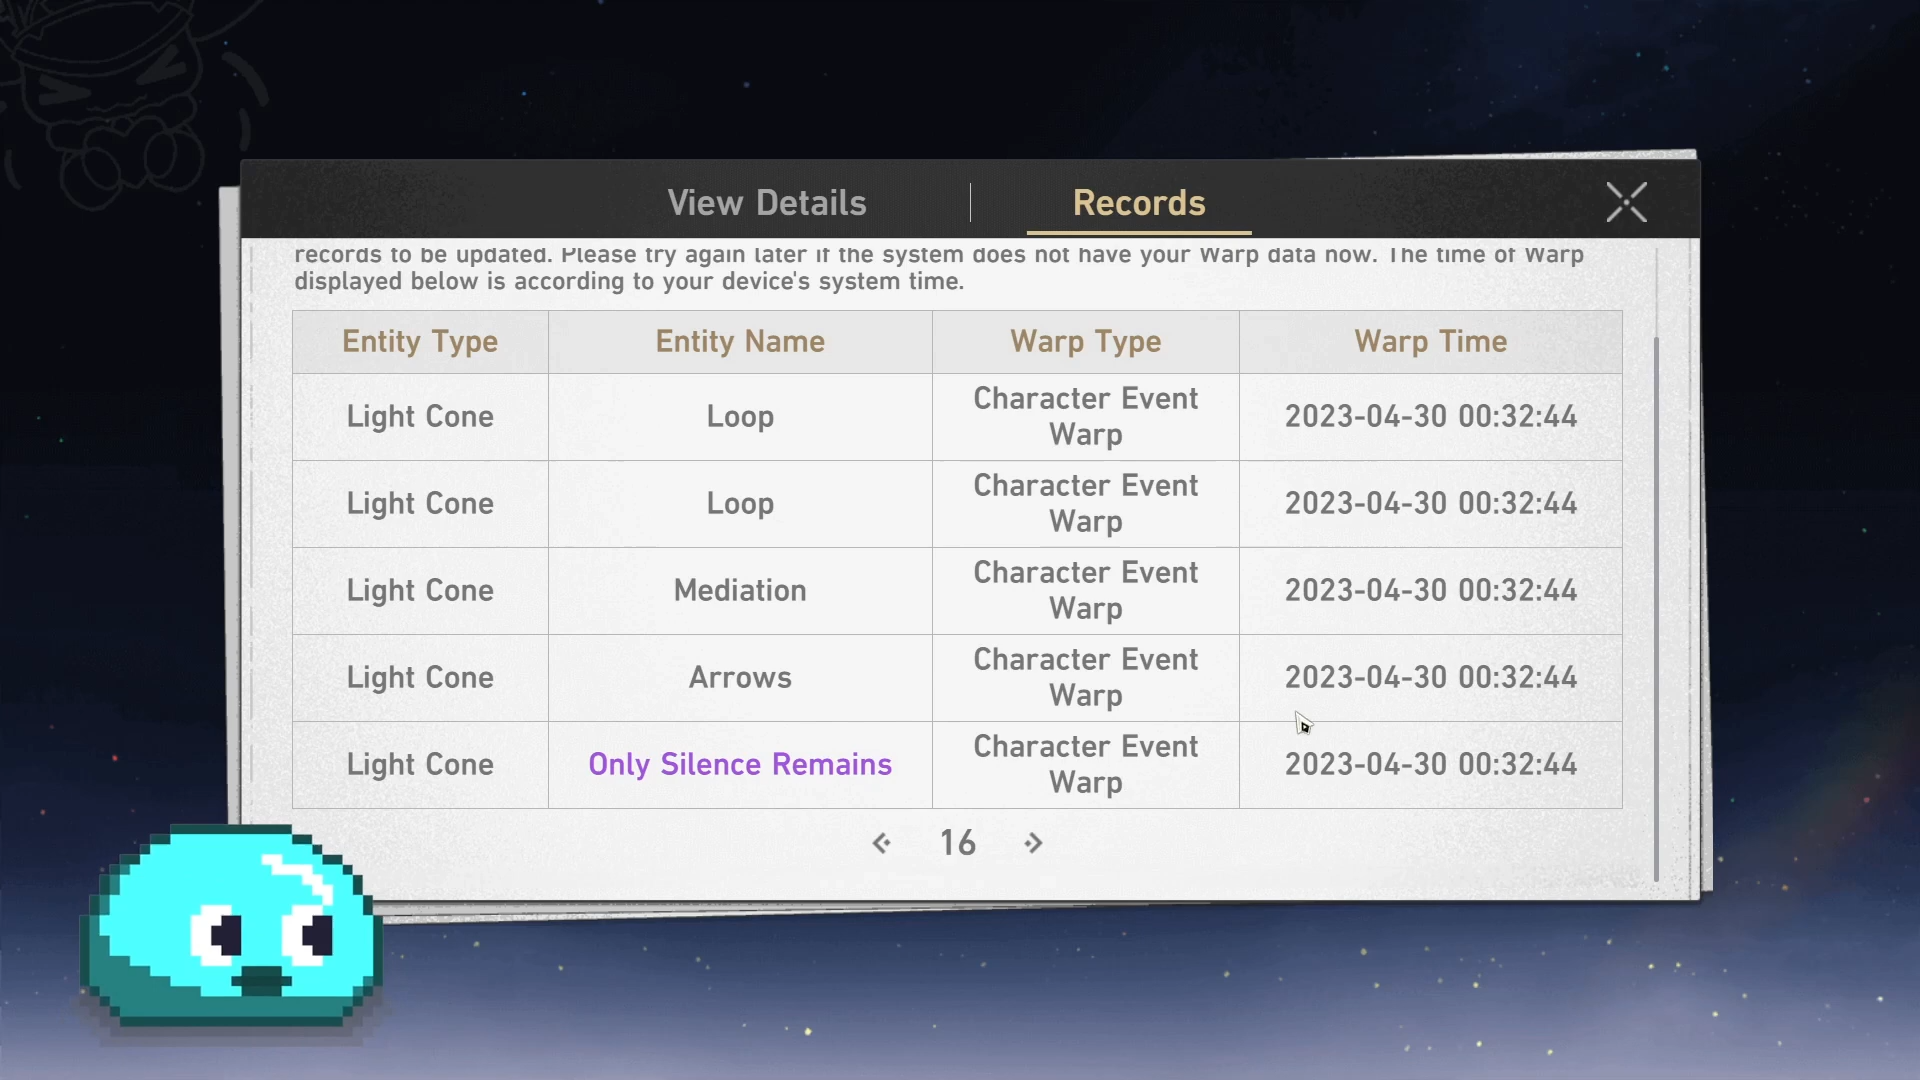 View Details
Records
records to be updated. Please try again later if the system does not have your Warp data now. The time of Warp
displayed below is according to your device's system time.
Entity Type Entity Name Warp Type Warp Time
Light Cone Loop Character Event Warp 2023-04-30 00:32:44
Light Cone Loop Character Event Warp 2023-04-30 00:32:44
Light Cone Mediation Character Event Warp 2023-04-30 00:32:44
Light Cone Arrows Character Event Warp 2023-04-30 00:32:44
Light Cone Only Silence Remains Character Event Warp 2023-04-30 00:32:44
16